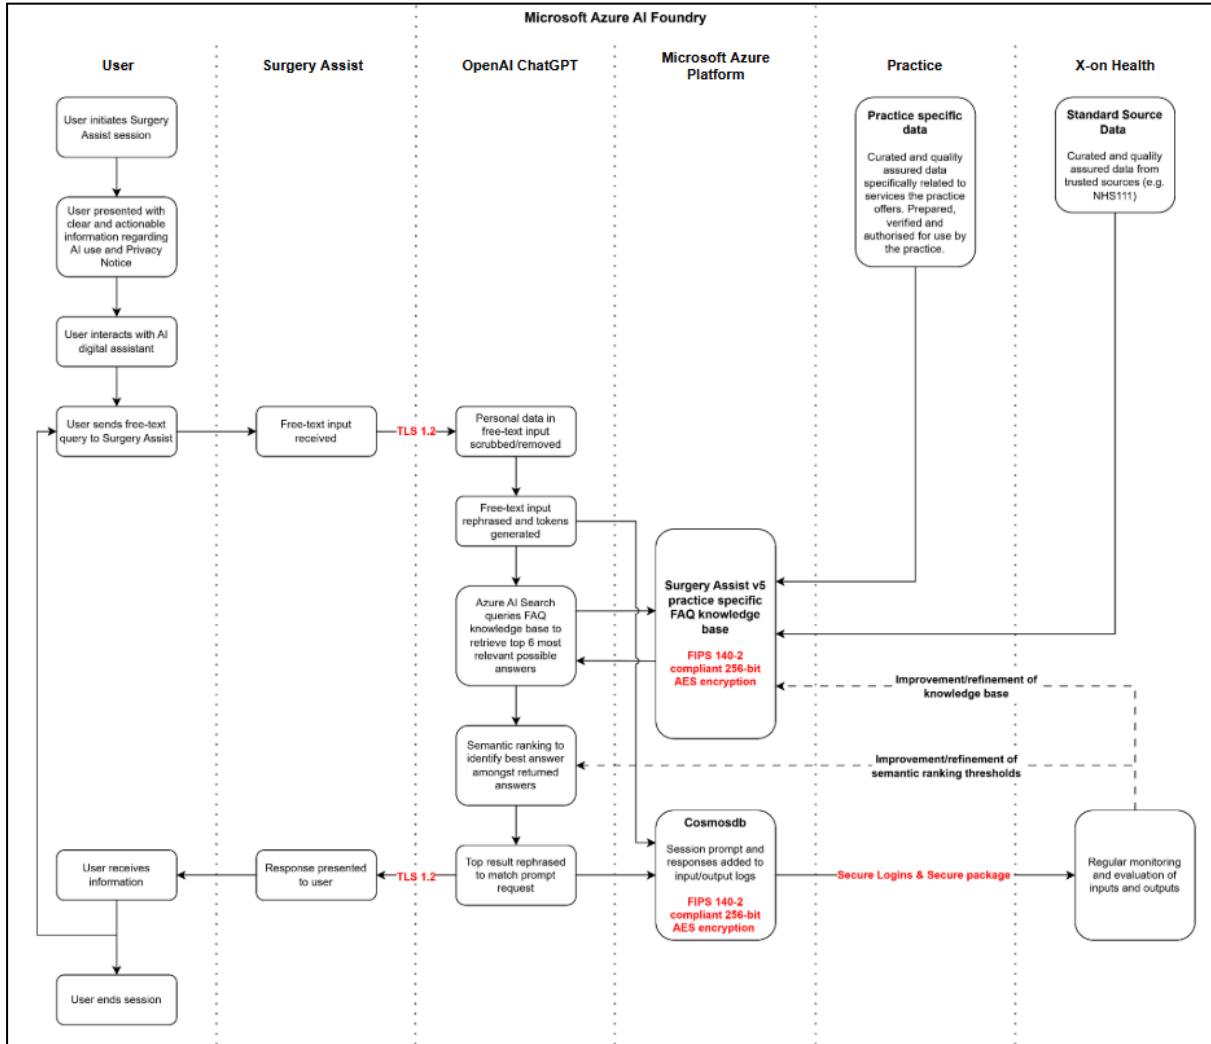 Microsoft Azure AI Foundry
User
Surgery Assist
OpenAI ChatGPT
Microsoft Azure
Platform
Practice
X-on Health
User initiates Surgery
Assist session
Practice specific
data
Curated and quality
assured data
specifically related to
services the practice
offers. Prepared,
verified and
authorised for use by
the practice.
Standard Source
Data
Curated and quality
assured data from
trusted sources (e.g.
NHS111)
User presented with
clear and actionable
information regarding
AI use and Privacy
Notice
User interacts with AI
digital assistant
User sends free-text
query to Surgery Assist
Free-text input
received
TLS 1.2
Personal data in
free-text input
scrubbed/removed
Free-text input
rephrased and tokens
generated
Azure AI Search
queries FAQ
knowledge base to
retrieve top 6 most
relevant possible
answers
Surgery Assist v5
practice specific
FAQ knowledge
base
FIPS 140-2
compliant 256-bit
AES encryption
Improvement/refinement of
knowledge base
Semantic ranking to
identify best answer
amongst returned
answers
Improvement/refinement of
semantic ranking thresholds
User receives
information
Response presented
to user
TLS 1.2
Top result rephrased
to match prompt
request
Cosmosdb
Session prompt and
responses added to
input/output logs
FIPS 140-2
compliant 256-bit
AES encryption
Secure Logins & Secure package
Regular monitoring
and evaluation of
inputs and outputs
User ends session